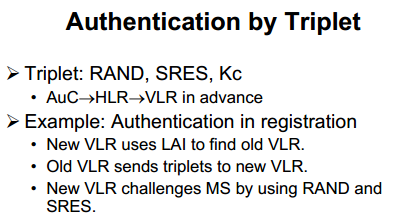 Authentication by Triplet
➢ Triplet: RAND, SRES, Kc
• AuC→HLR→VLR in advance
➢ Example: Authentication in registration
• New VLR uses LAI to find old VLR.
• Old VLR sends triplets to new VLR.
• New VLR challenges MS by using RAND and
SRES.